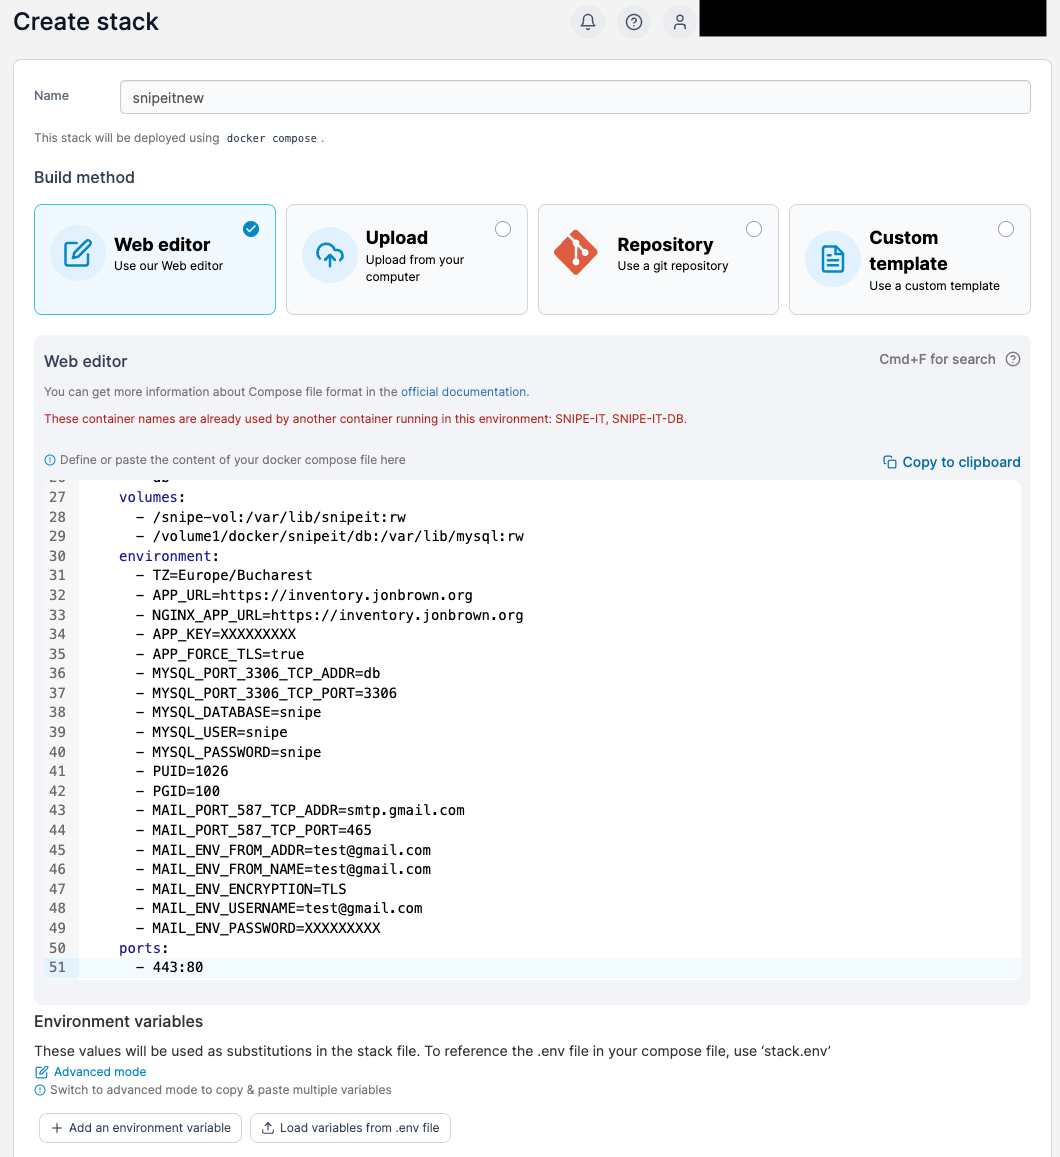 Create stack
Name
snipeitnew
This stack will be deployed using docker compose .
Build method
Web editor
Use our Web editor
Upload
Upload from your
computer
Repository
Use a git repository
Custom
template
Use a custom template
Web editor
Cmd+F for search
You can get more information about Compose file format in the official documentation.
These container names are already used by another container running in this environment: SNIPE-IT, SNIPE-IT-DB.
Define or paste the content of your docker compose file here
Copy to clipboard
27 volumes:
28 - /snipe-vol:/var/lib/snipeit:rw
29 - /volume1/docker/snipeit/db:/var/lib/mysql:rw
30 environment:
31 - TZ=Europe/Bucharest
32 - APP_URL=https://inventory.jonbrown.org
33 - NGINX_APP_URL=https://inventory.jonbrown.org
34 - APP_KEY=XXXXXXXXX
35 - APP_FORCE_TLS=true
36 - MYSQL_PORT_3306_TCP_ADDR=db
37 - MYSQL_PORT_3306_TCP_PORT=3306
38 - MYSQL_DATABASE=snipe
39 - MYSQL_USER=snipe
40 - MYSQL_PASSWORD=snipe
41 - PUID=1026
42 - PGID=100
43 - MAIL_PORT_587_TCP_ADDR=smtp.gmail.com
44 - MAIL_PORT_587_TCP_PORT=465
45 - MAIL_ENV_FROM_ADDR=test@gmail.com
46 - MAIL_ENV_FROM_NAME=test@gmail.com
47 - MAIL_ENV_ENCRYPTION=TLS
48 - MAIL_ENV_USERNAME=test@gmail.com
49 - MAIL_ENV_PASSWORD=XXXXXXXXX
50 ports:
51 - 443:80
Environment variables
These values will be used as substitutions in the stack file. To reference the .env file in your compose file, use ‘stack.env’
Advanced mode
Switch to advanced mode to copy & paste multiple variables
Add an environment variable
Load variables from .env file